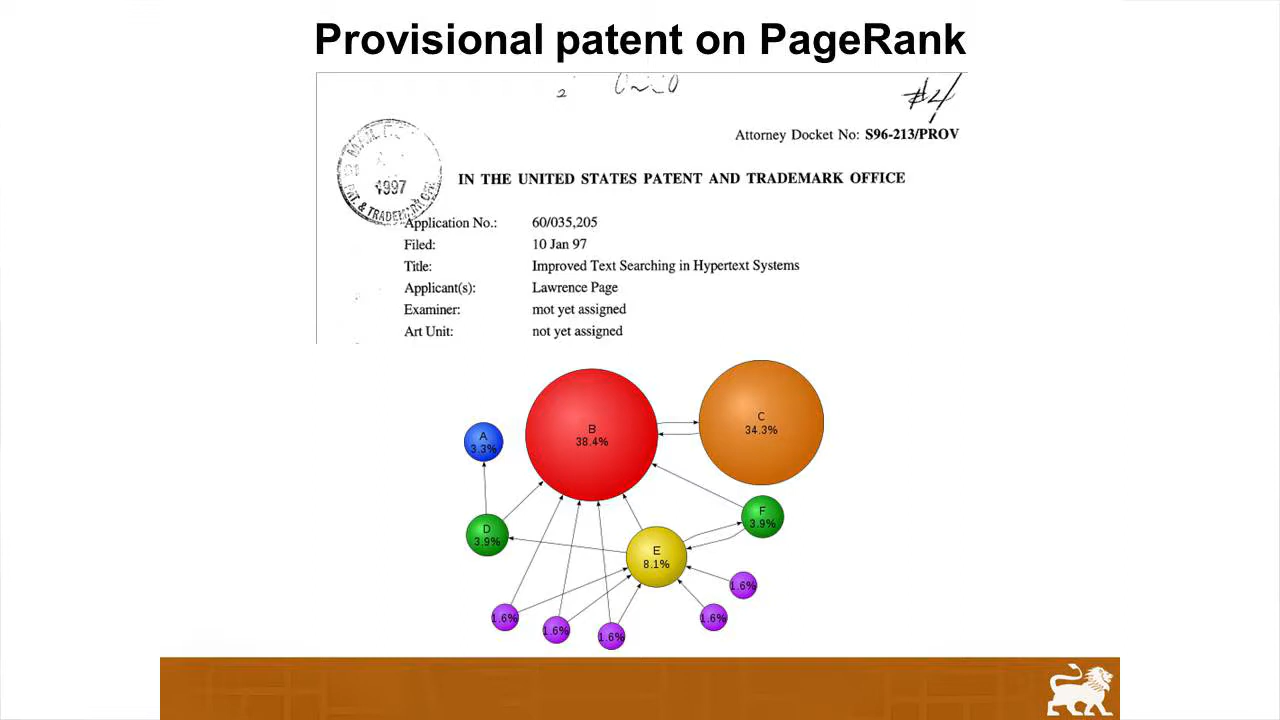 Provisional patent on PageRank
#4
Attorney Docket No: S96-213/PROV
1997
PAT. & TRADEMARK OFF.
IN THE UNITED STATES PATENT AND TRADEMARK OFFICE
Application No.: 60/035,205
Filed: 10 Jan 97
Title: Improved Text Searching in Hypertext Systems
Applicant(s): Lawrence Page
Examiner: mot yet assigned
Art Unit: not yet assigned
B
38.4%
C
34.3%
A
3.3%
D
3.9%
F
3.9%
E
8.1%
1.6%
1.6%
1.6%
1.6%
1.6%